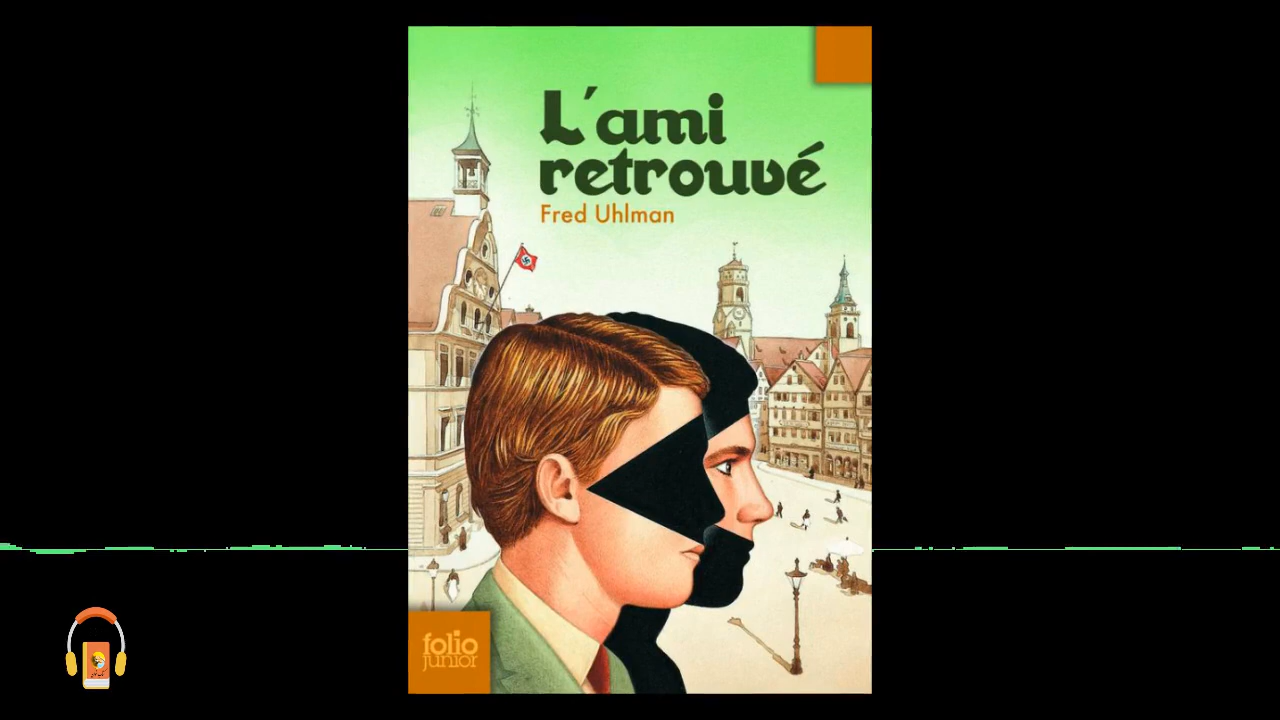 L'ami
retrouvé
Fred Uhlman
folio
junior